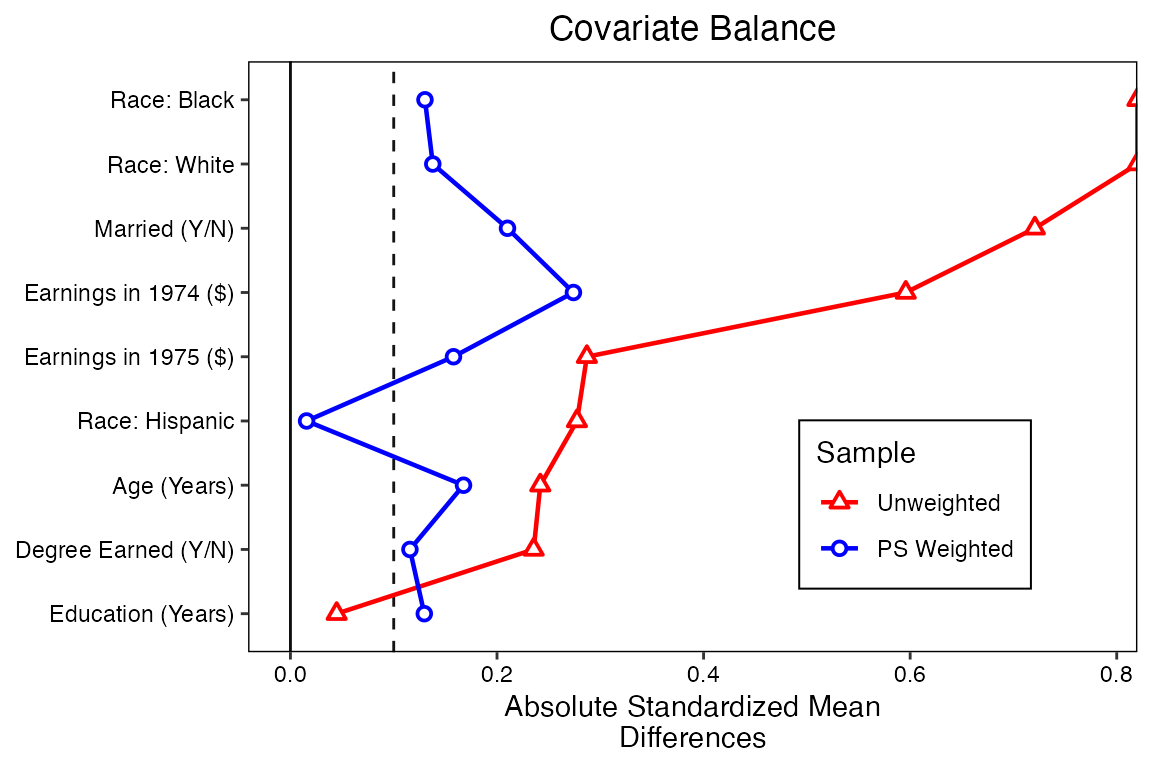 Covariate Balance
Race: Black
Race: White
Married (Y/N)
Earnings in 1974 ($)
Earnings in 1975 ($)
Race: Hispanic
Age (Years)
Degree Earned (Y/N)
Education (Years)
Sample
Unweighted
PS Weighted
0.0 0.2 0.4 0.6 0.8
Absolute Standardized Mean
Differences